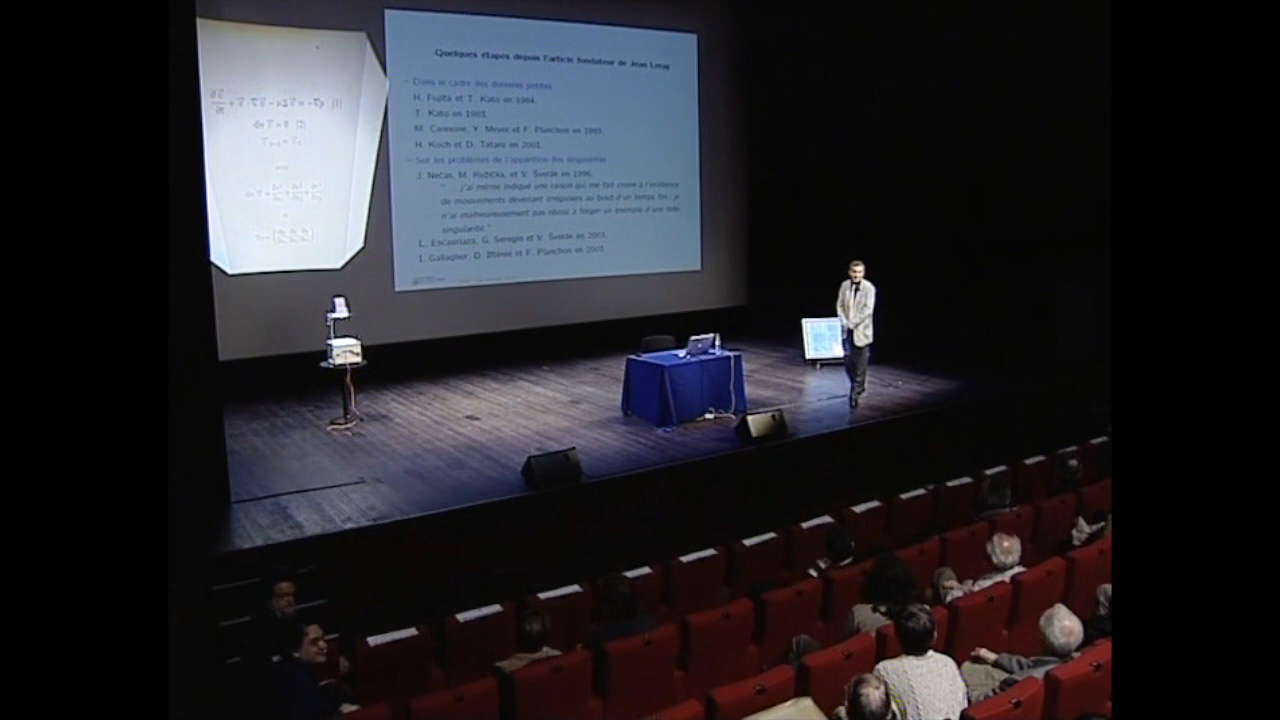 ∂v⃗/∂t + v⃗ · ∇v⃗ − μΔv⃗ = −∇p (1)
div v⃗ = 0 (2)
Quelques étapes depuis l'article fondateur de Jean Leray
– Dans le cadre des données petites
H. Fujita et T. Kato en 1964.
T. Kato en 1983.
M. Cannone, Y. Meyer et F. Planchon en 1993.
H. Koch et D. Tataru en 2001.
– Sur les problèmes de l'apparition des singularités
J. Nečas, M. Ružička, et V. Šverák en 1996.
"... j'ai même indiqué une raison qui me fait croire à l'existence
de mouvements devenant irréguliers au bout d'un temps fini ; je
n'ai malheureusement pas réussi à forger un exemple d'une telle
singularité."
L. Escauriaza, G. Seregin et V. Šverák en 2003.
I. Gallagher, D. Iftimie et F. Planchon en 2003.